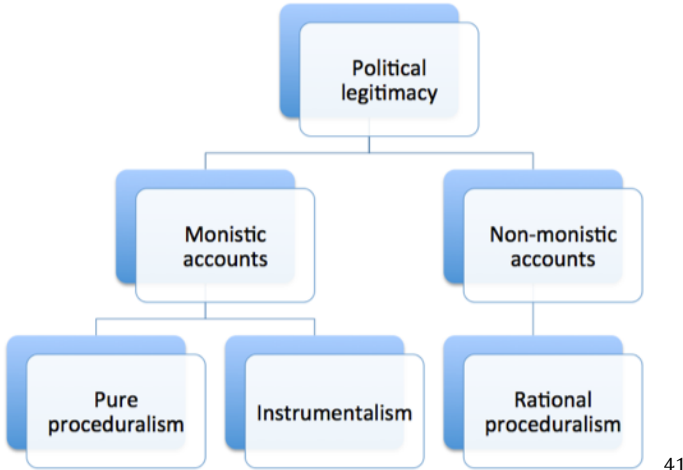 Political
legitimacy
Monistic
accounts
Non-monistic
accounts
Pure
proceduralism
Instrumentalism
Rational
proceduralism
41